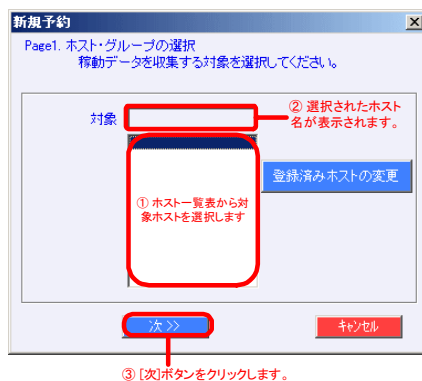 新規予約
Page1. ホスト・グループの選択
稼動データを収集する対象を選択してください。
対象
② 選択されたホスト
名が表示されます。
① ホスト一覧表から対
象ホストを選択します
登録済みホストの変更
次 >>
キャンセル
③ [次]ボタンをクリックします。